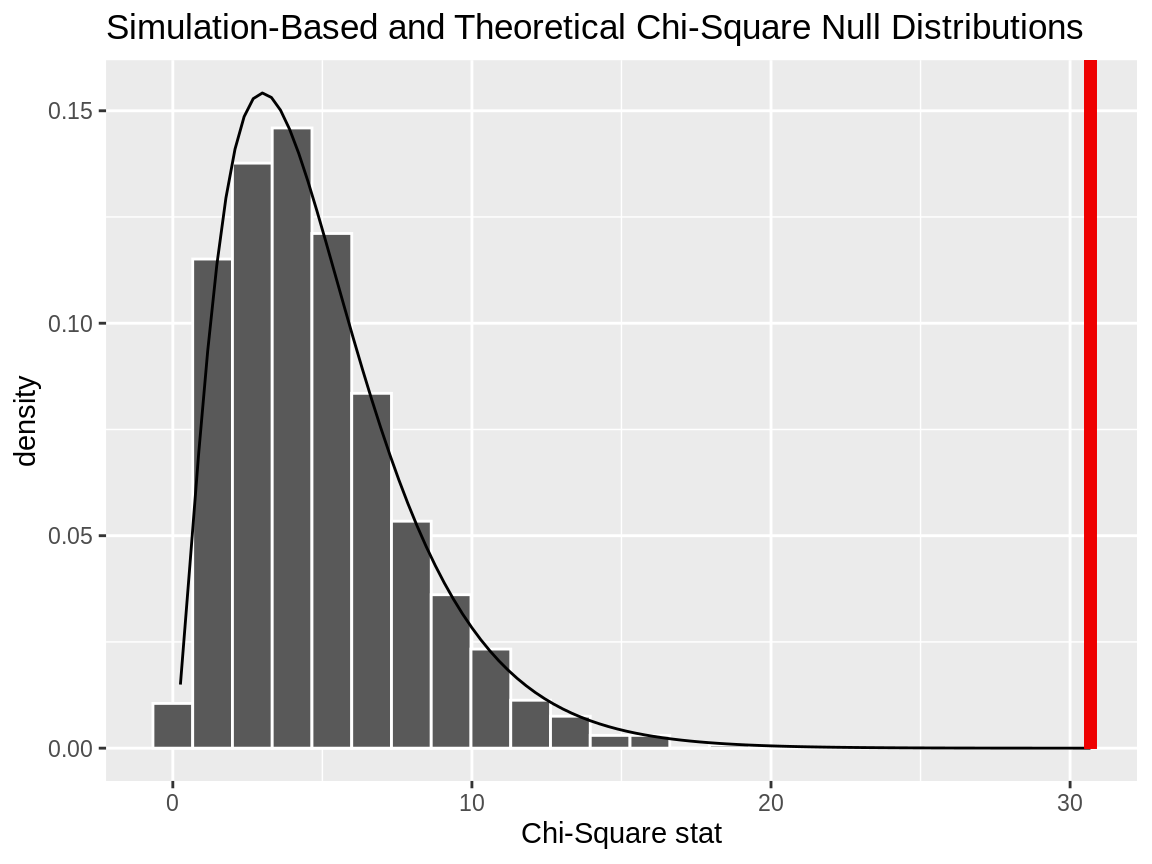 Simulation-Based and Theoretical Chi-Square Null Distributions
0.15
0.10
0.05
0.00
density
0 10 20 30
Chi-Square stat